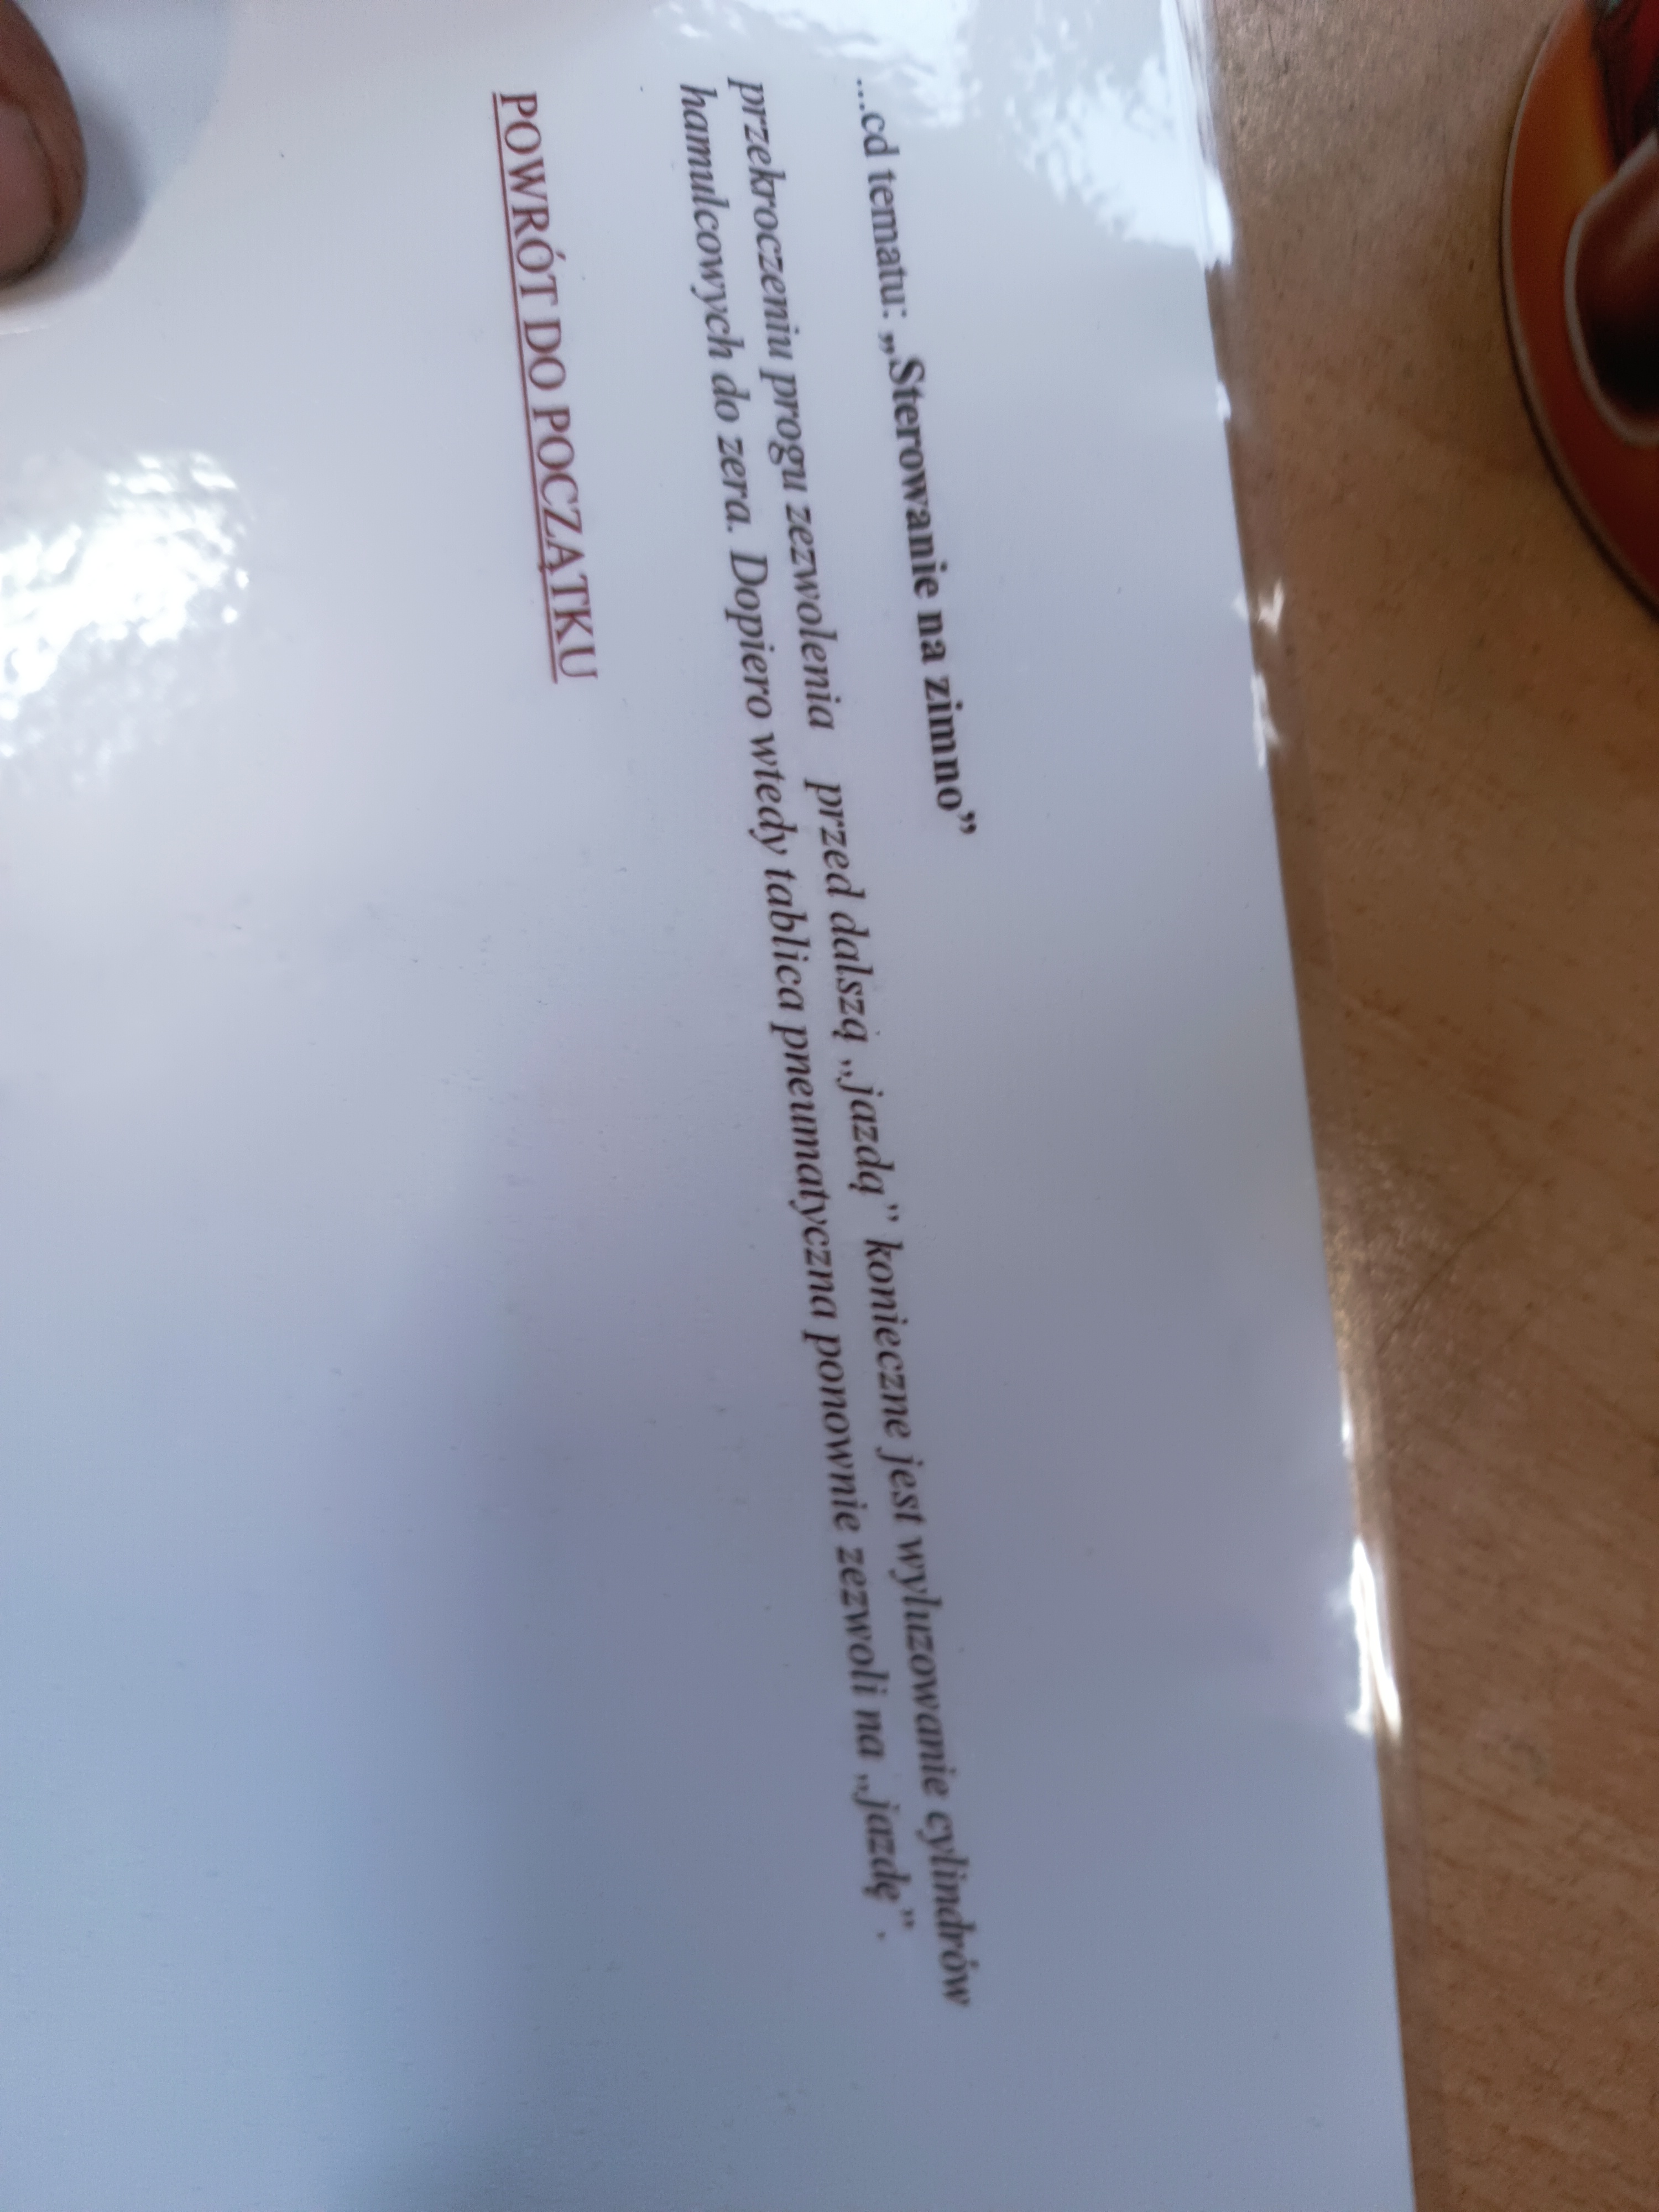 ...cd tematu: „Sterowanie na zimno”
przekroczeniu progu zezwolenia przed dalszą „jazdą” konieczne jest wyluzowanie cylindrów
hamulcowych do zera. Dopiero wtedy tablica pneumatyczna ponownie zezwoli na „jazdę”.
POWRÓT DO POCZĄTKU